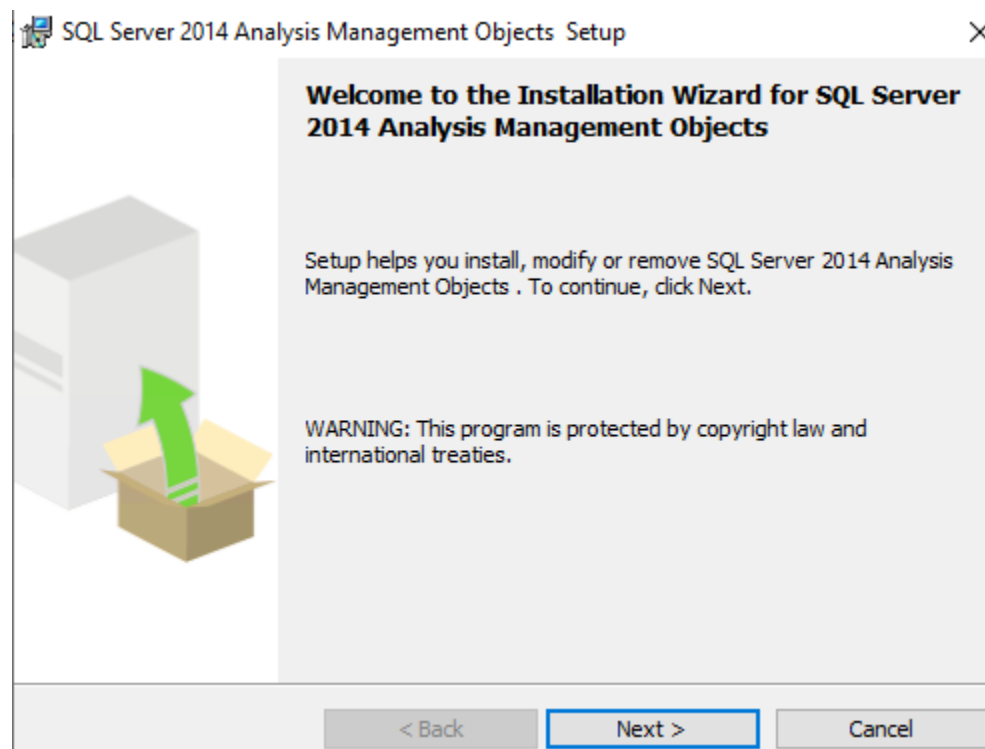 SQL Server 2014 Analysis Management Objects  Setup
Welcome to the Installation Wizard for SQL Server
2014 Analysis Management Objects
Setup helps you install, modify or remove SQL Server 2014 Analysis
Management Objects . To continue, click Next.
WARNING: This program is protected by copyright law and
international treaties.
< Back
Next >
Cancel